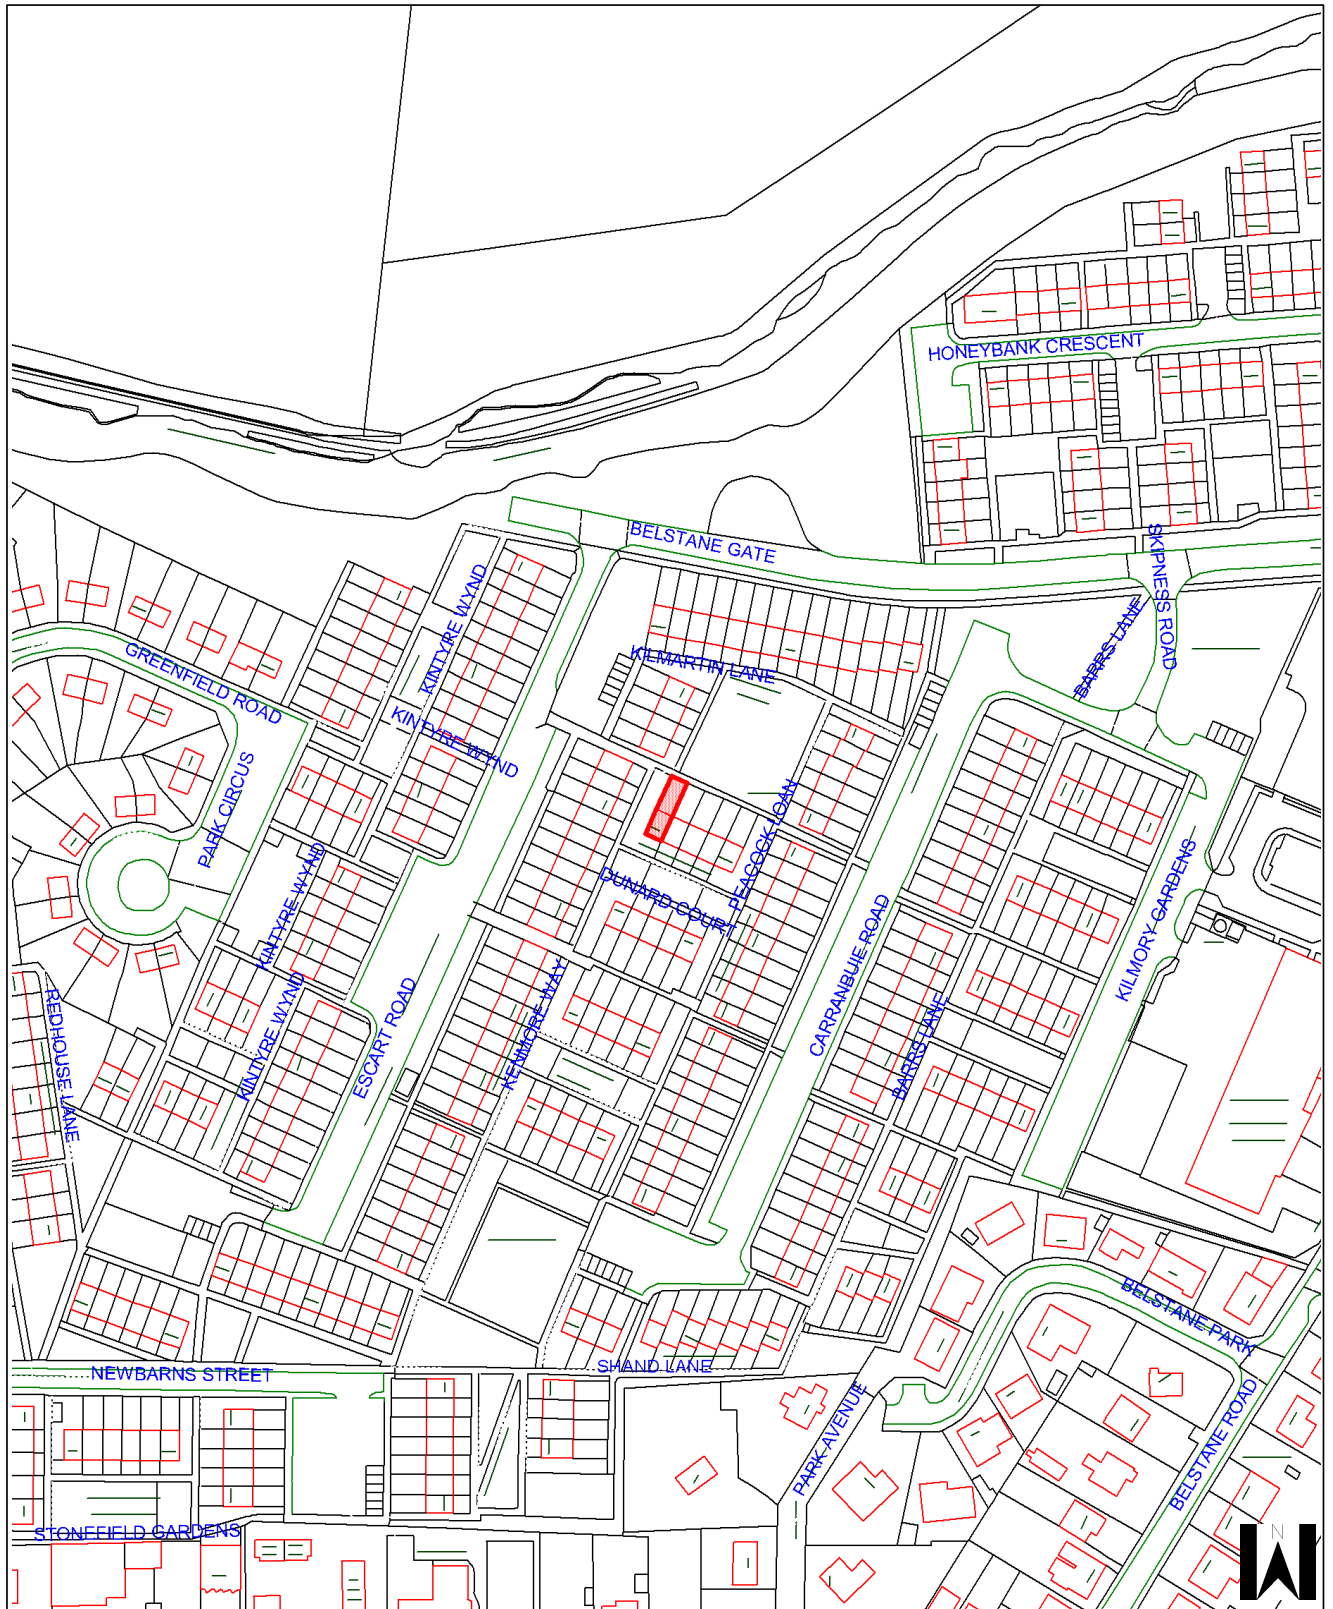 HONEYBANK CRESCENT
BELSTANE GATE
SKIPNESS ROAD
KINTYRE WYND
BARRS LANE
GREENFIELD ROAD
KILMARTIN LANE
KINTYRE WYND
PARK CIRCUS
PEACOCK LOAN
DUNARD COURT
KINTYRE WYND
KILMORY GARDENS
CARRANBUIE ROAD
REDHOUSE LANE
KINTYRE WYND
ESCART ROAD
KENMORE WAY
BARRS LANE
BELSTANE PARK
NEWBARNS STREET
SHAND LANE
PARK AVENUE
BELSTANE ROAD
STONEFIELD GARDENS
N